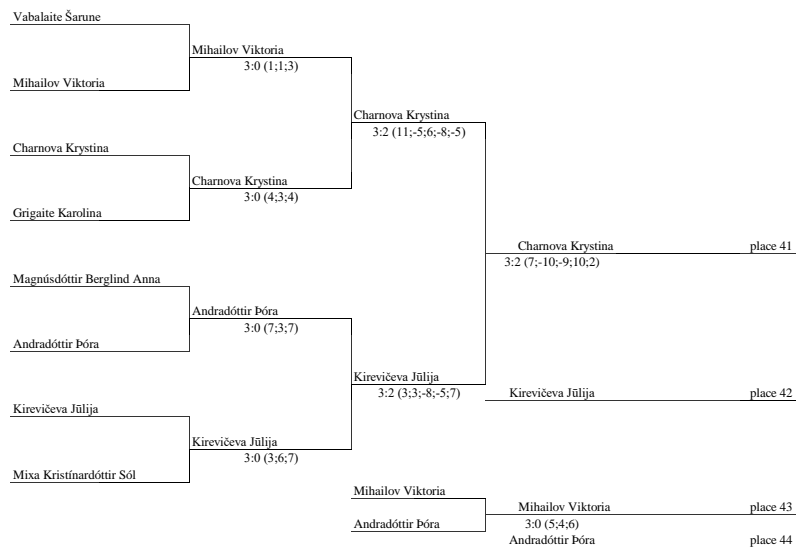 Vabalaite Šarune
Mihailov Viktoria
3:0 (1;1;3)
Mihailov Viktoria
Charnova Krystina
3:2 (11;-5;6;-8;-5)
Charnova Krystina
Charnova Krystina
3:0 (4;3;4)
Grigaite Karolina
Charnova Krystina place 41
3:2 (7;-10;-9;10;2)
Magnúsdóttir Berglind Anna
Andradóttir Þóra
3:0 (7;3;7)
Andradóttir Þóra
Kirevičeva Jūlija
3:2 (3;3;-8;-5;7)
Kirevičeva Jūlija place 42
Kirevičeva Jūlija
Kirevičeva Jūlija
3:0 (3;6;7)
Mixa Kristínardóttir Sól
Mihailov Viktoria
Mihailov Viktoria place 43
Andradóttir Þóra
3:0 (5;4;6)
Andradóttir Þóra place 44